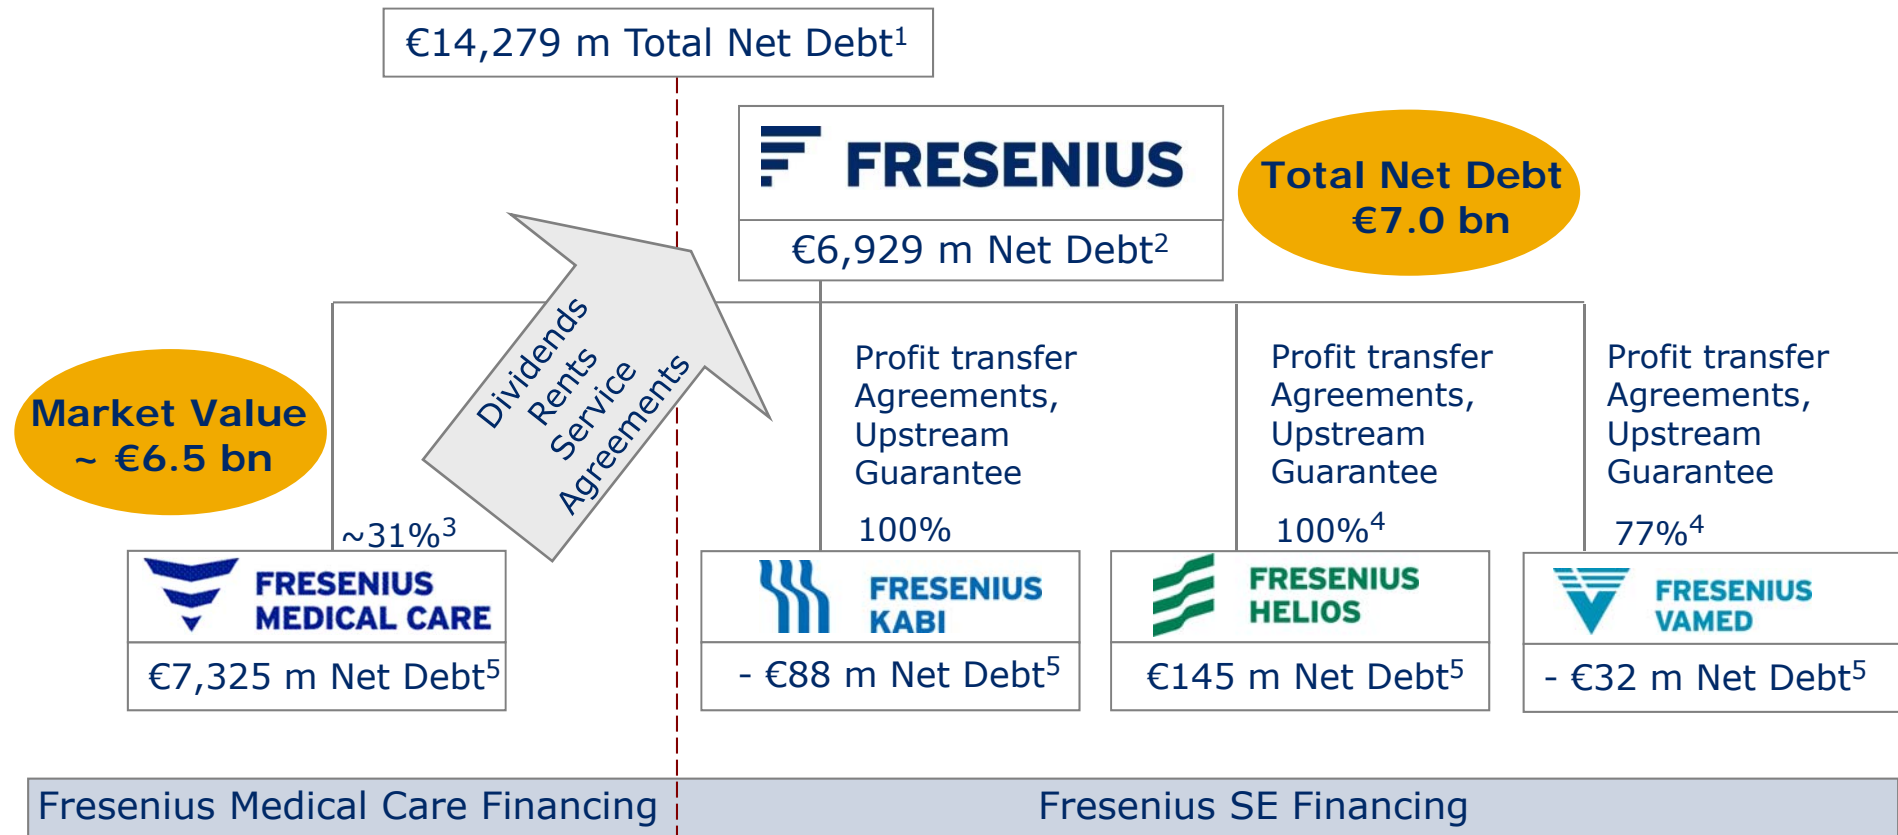 €14,279 m Total Net Debt¹
FRESENIUS
€6,929 m Net Debt²
Total Net Debt
€7.0 bn
Dividends
Rents
Service
Agreements
Market Value
~ €6.5 bn
~31%³
FRESENIUS
MEDICAL CARE
€7,325 m Net Debt⁵
Profit transfer
Agreements,
Upstream
Guarantee
100%
FRESENIUS
KABI
- €88 m Net Debt⁵
Profit transfer
Agreements,
Upstream
Guarantee
100%⁴
FRESENIUS
HELIOS
€145 m Net Debt⁵
Profit transfer
Agreements,
Upstream
Guarantee
77%⁴
FRESENIUS
VAMED
- €32 m Net Debt⁵
Fresenius Medical Care Financing
Fresenius SE Financing